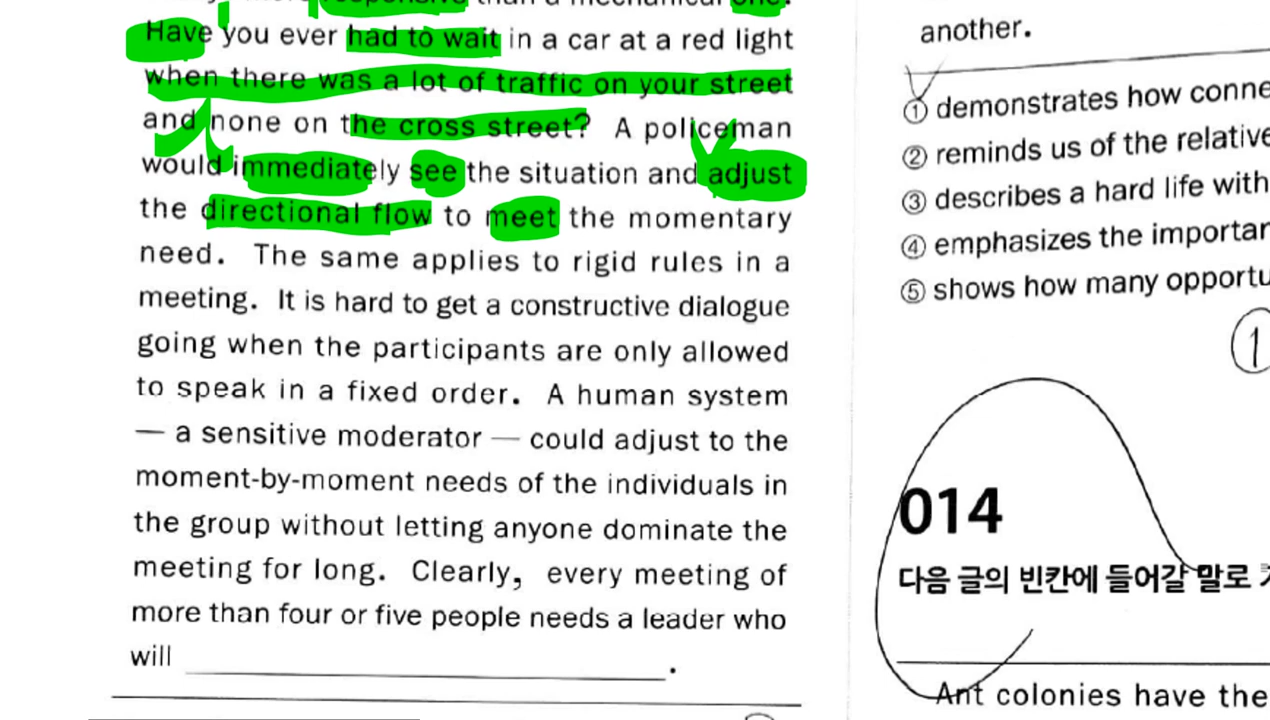 responsive than a mechanical one.
Have you ever had to wait in a car at a red light
when there was a lot of traffic on your street
and none on the cross street? A policeman
would immediately see the situation and adjust
the directional flow to meet the momentary
need. The same applies to rigid rules in a
meeting. It is hard to get a constructive dialogue
going when the participants are only allowed
to speak in a fixed order. A human system
— a sensitive moderator — could adjust to the
moment-by-moment needs of the individuals in
the group without letting anyone dominate the
meeting for long. Clearly, every meeting of
more than four or five people needs a leader who
will .
another.
① demonstrates how conne
② reminds us of the relative
③ describes a hard life with
④ emphasizes the importan
⑤ shows how many opportu
1
014
다음 글의 빈칸에 들어갈 말로
Ant colonies have the